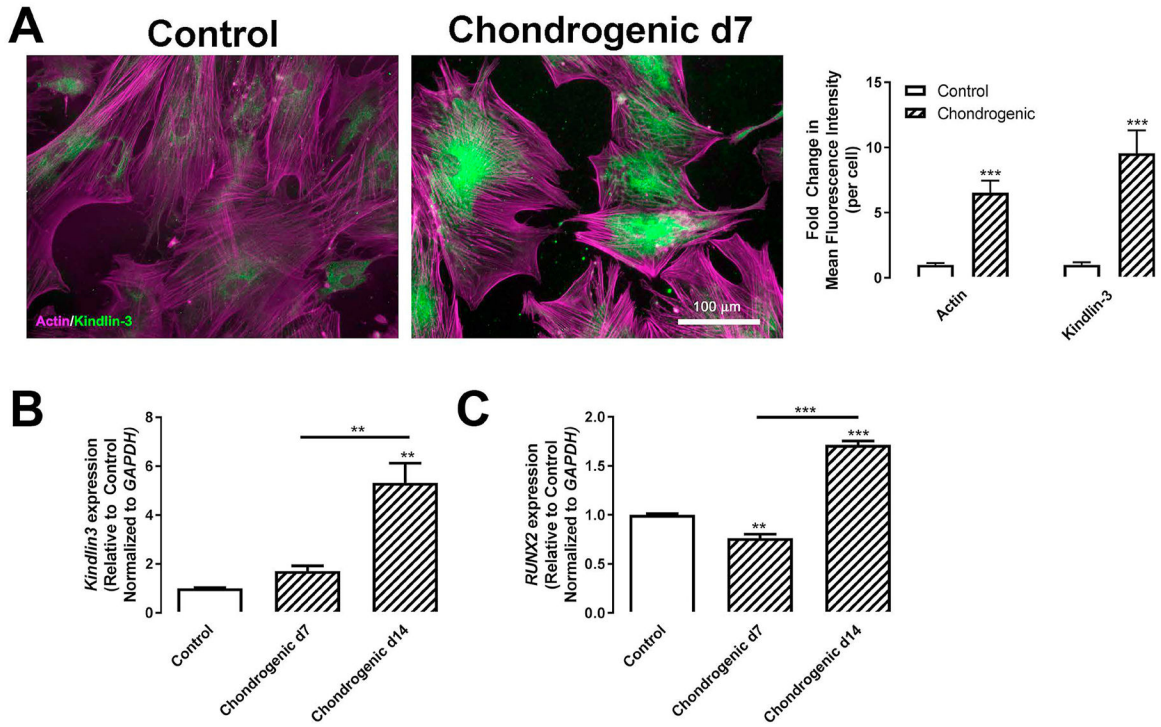 A
Control
Chondrogenic d7
Actin/Kindlin-3
100 µm
Fold Change in
Mean Fluorescence Intensity
(per cell)
15
10
5
0
Control
Chondrogenic
***
***
Actin
Kindlin-3
B
Kindlin3 expression
(Relative to Control
Normalized to GAPDH)
8
6
4
2
0
**
**
Control
Chondrogenic d7
Chondrogenic d14
C
RUNX2 expression
(Relative to Control
Normalized to GAPDH)
2.0
1.5
1.0
0.5
0.0
***
***
**
Control
Chondrogenic d7
Chondrogenic d14